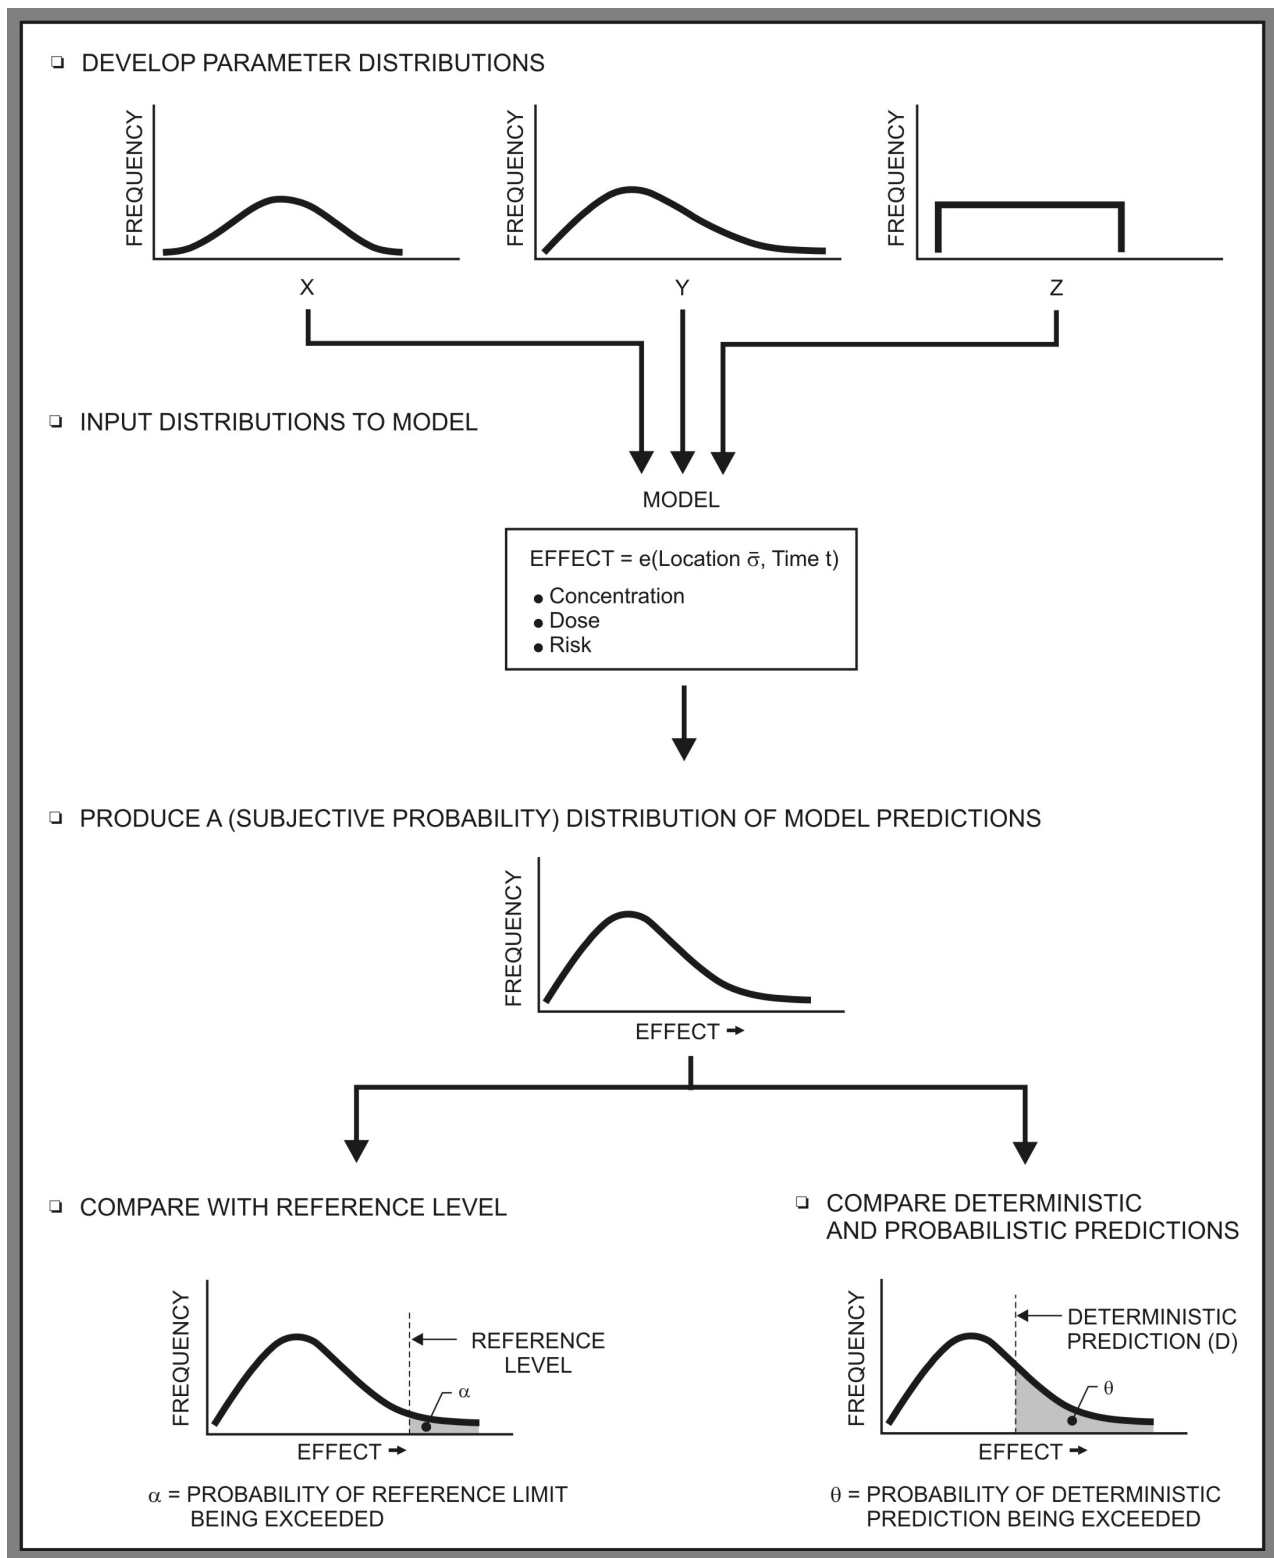 ❏ DEVELOP PARAMETER DISTRIBUTIONS
FREQUENCY
X
FREQUENCY
Y
FREQUENCY
Z
❏ INPUT DISTRIBUTIONS TO MODEL
MODEL
EFFECT = e(Location σ̅, Time t)
● Concentration
● Dose
● Risk
❏ PRODUCE A (SUBJECTIVE PROBABILITY) DISTRIBUTION OF MODEL PREDICTIONS
FREQUENCY
EFFECT →
❏ COMPARE WITH REFERENCE LEVEL
FREQUENCY
REFERENCE
LEVEL
α
EFFECT →
α = PROBABILITY OF REFERENCE LIMIT
BEING EXCEEDED
❏ COMPARE DETERMINISTIC
AND PROBABILISTIC PREDICTIONS
FREQUENCY
DETERMINISTIC
PREDICTION (D)
θ
EFFECT →
θ = PROBABILITY OF DETERMINISTIC
PREDICTION BEING EXCEEDED